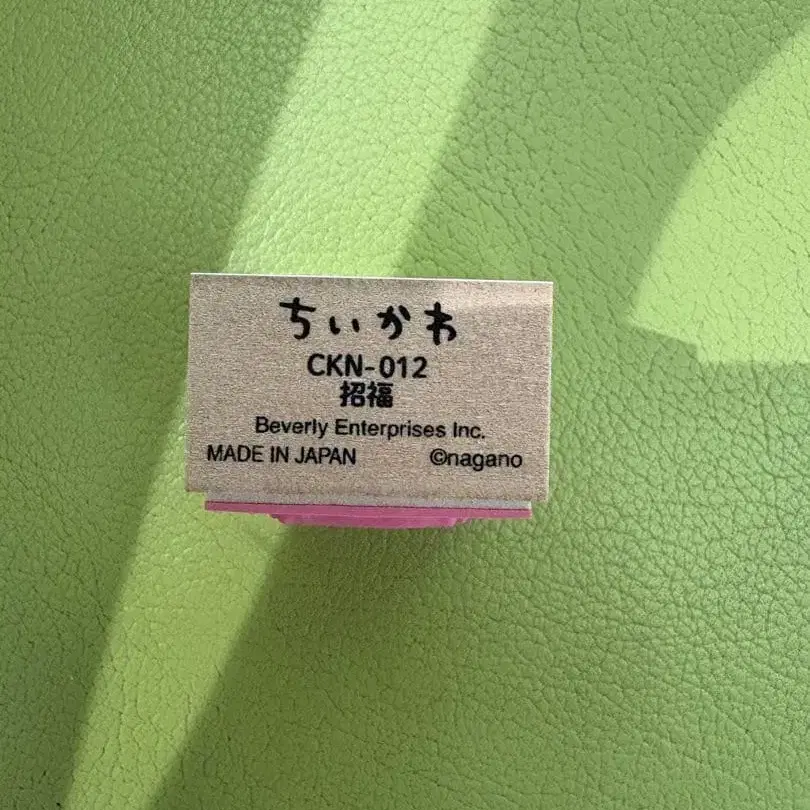 ちいかわ
CKN-012
招福
Beverly Enterprises Inc.
MADE IN JAPAN ©nagano